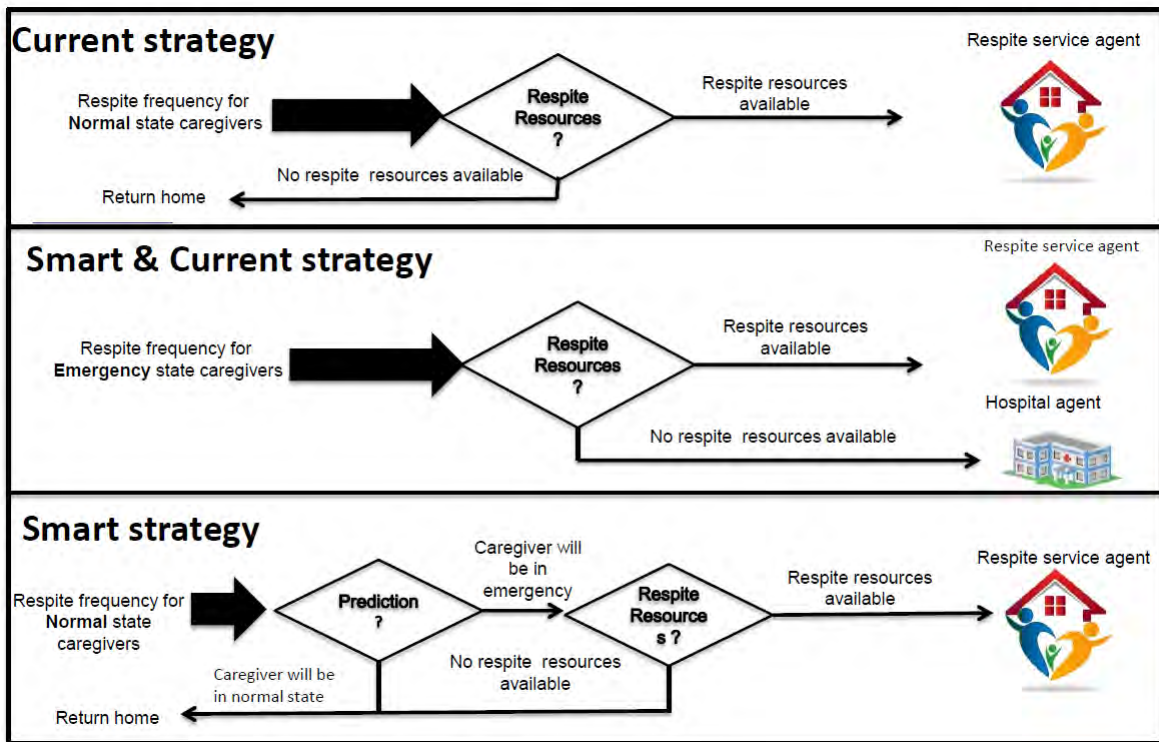 Current strategy
Respite service agent
Respite frequency for
Normal state caregivers
Respite
Resources
?
Respite resources
available
No respite resources available
Return home
Smart & Current strategy
Respite service agent
Respite frequency for
Emergency state caregivers
Respite
Resources
?
Respite resources
available
Hospital agent
No respite resources available
Smart strategy
Respite frequency for
Normal state
caregivers
Prediction
?
Caregiver will
be in
emergency
Respite
Resource
s ?
Respite resources
available
Respite service agent
No respite resources
available
Caregiver will be
in normal state
Return home